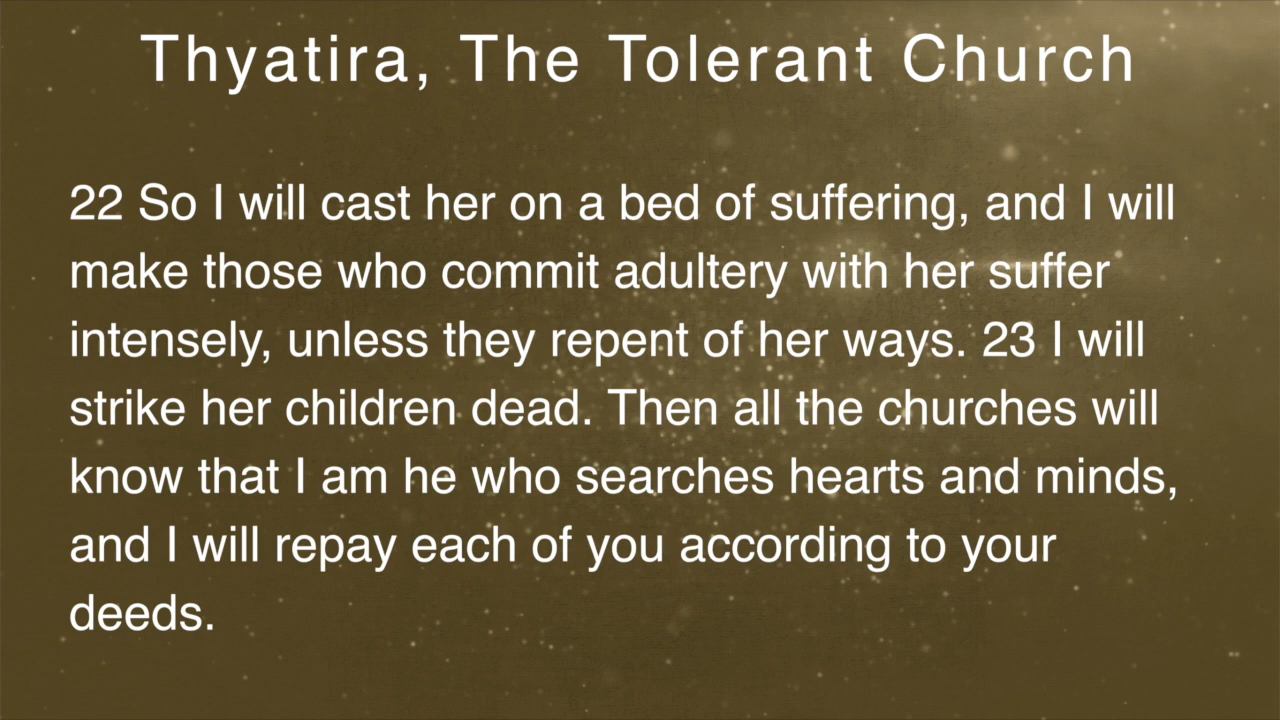 Thyatira, The Tolerant Church
22 So I will cast her on a bed of suffering, and I will
make those who commit adultery with her suffer
intensely, unless they repent of her ways. 23 I will
strike her children dead. Then all the churches will
know that I am he who searches hearts and minds,
and I will repay each of you according to your
deeds.